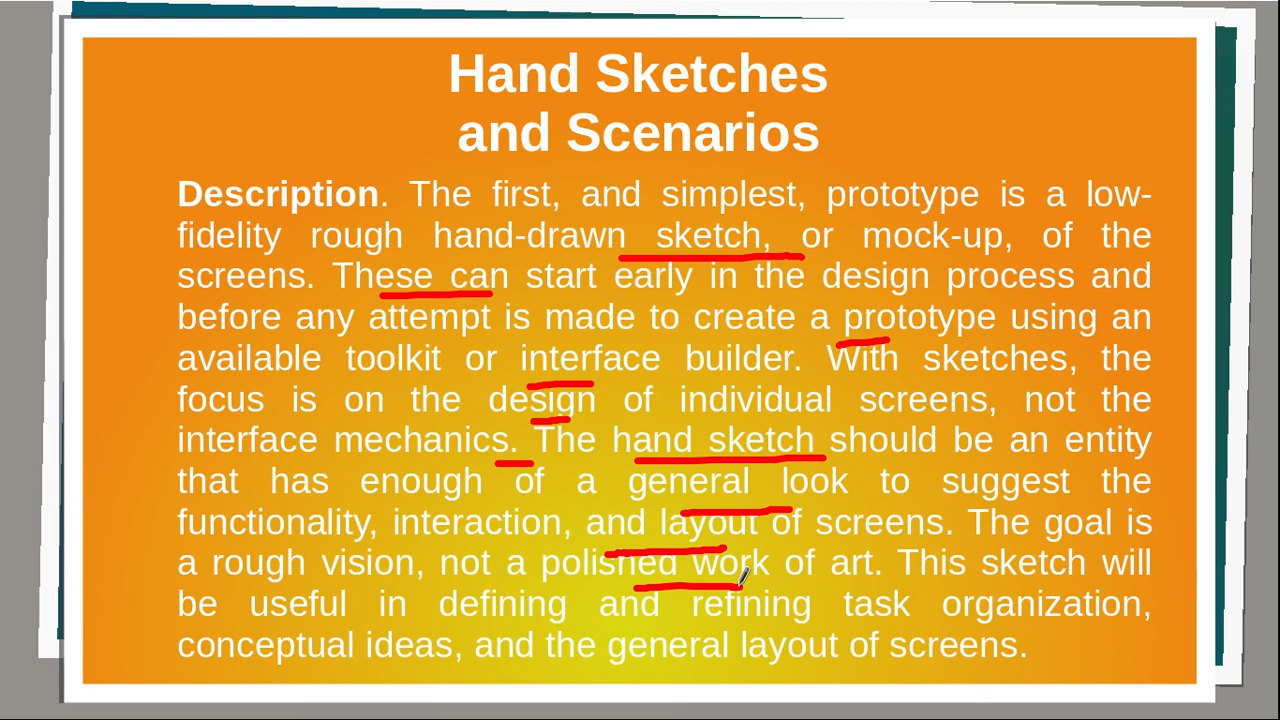 Hand Sketches
and Scenarios
Description. The first, and simplest, prototype is a low-
fidelity rough hand-drawn sketch, or mock-up, of the
screens. These can start early in the design process and
before any attempt is made to create a prototype using an
available toolkit or interface builder. With sketches, the
focus is on the design of individual screens, not the
interface mechanics. The hand sketch should be an entity
that has enough of a general look to suggest the
functionality, interaction, and layout of screens. The goal is
a rough vision, not a polished work of art. This sketch will
be useful in defining and refining task organization,
conceptual ideas, and the general layout of screens.